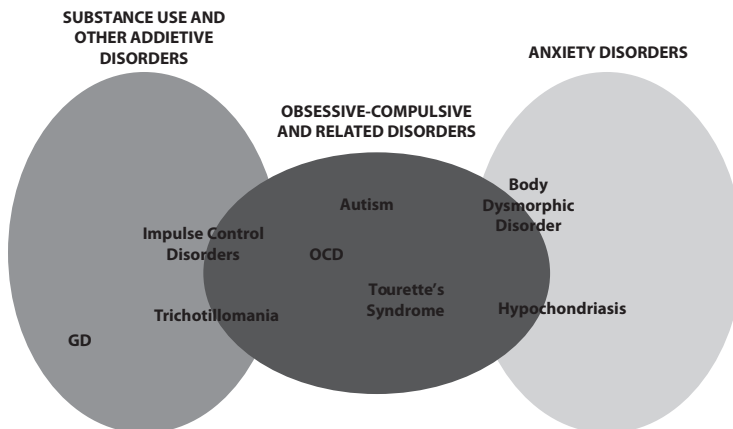 SUBSTANCE USE AND
OTHER ADDIETIVE
DISORDERS
ANXIETY DISORDERS
OBSESSIVE-COMPULSIVE
AND RELATED DISORDERS
Body
Dysmorphic
Disorder
Autism
Impulse Control
Disorders
OCD
Tourette’s
Syndrome
Trichotillomania
Hypochondriasis
GD